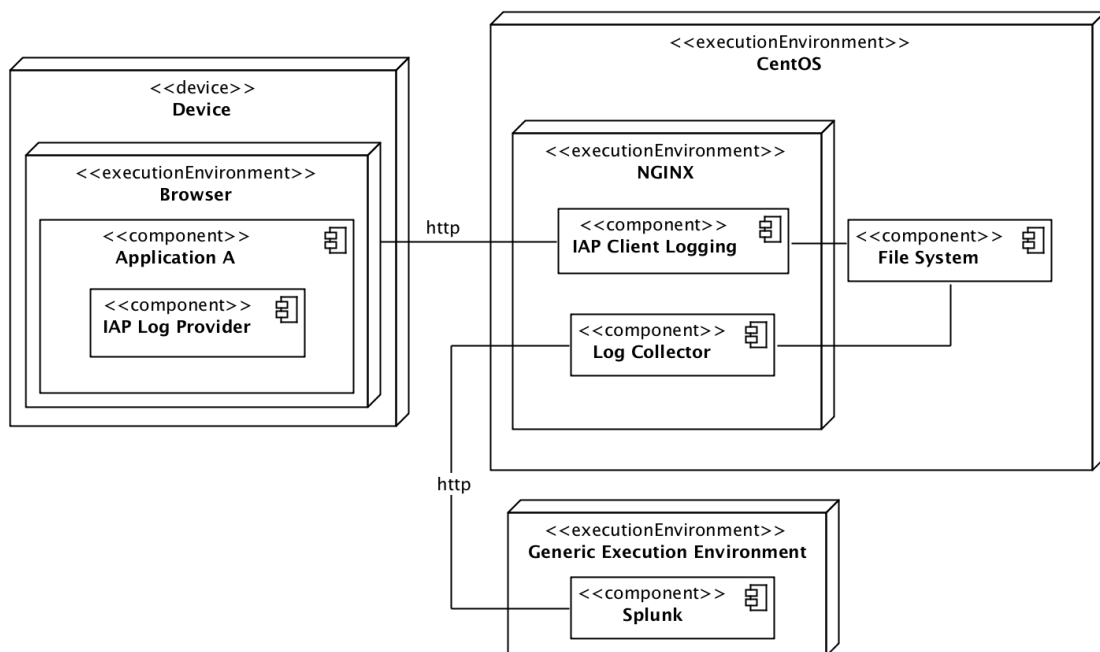 <<executionEnvironment>>
CentOS
<<device>>
Device
<<executionEnvironment>>
NGINX
<<executionEnvironment>>
Browser
<<component>>
IAP Client Logging
<<component>>
File System
http
<<component>>
Application A
<<component>>
IAP Log Provider
<<component>>
Log Collector
http
<<executionEnvironment>>
Generic Execution Environment
<<component>>
Splunk